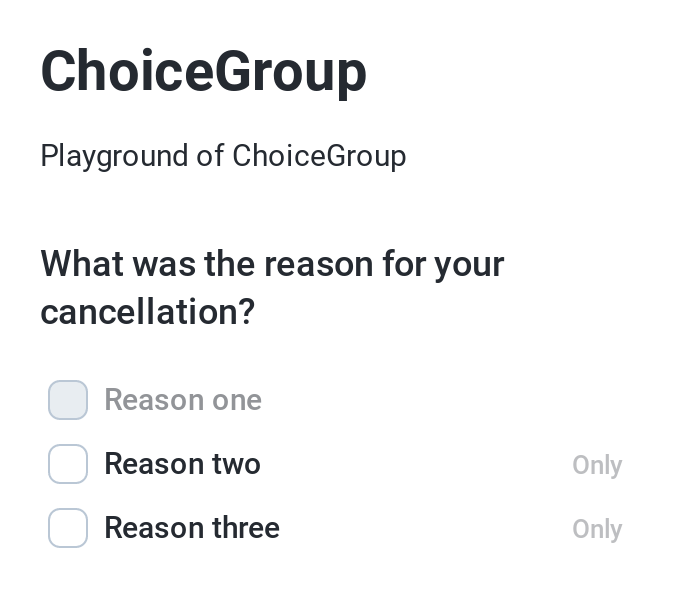 ChoiceGroup
Playground of ChoiceGroup
What was the reason for your
cancellation?
Reason one
Reason two Only
Reason three Only